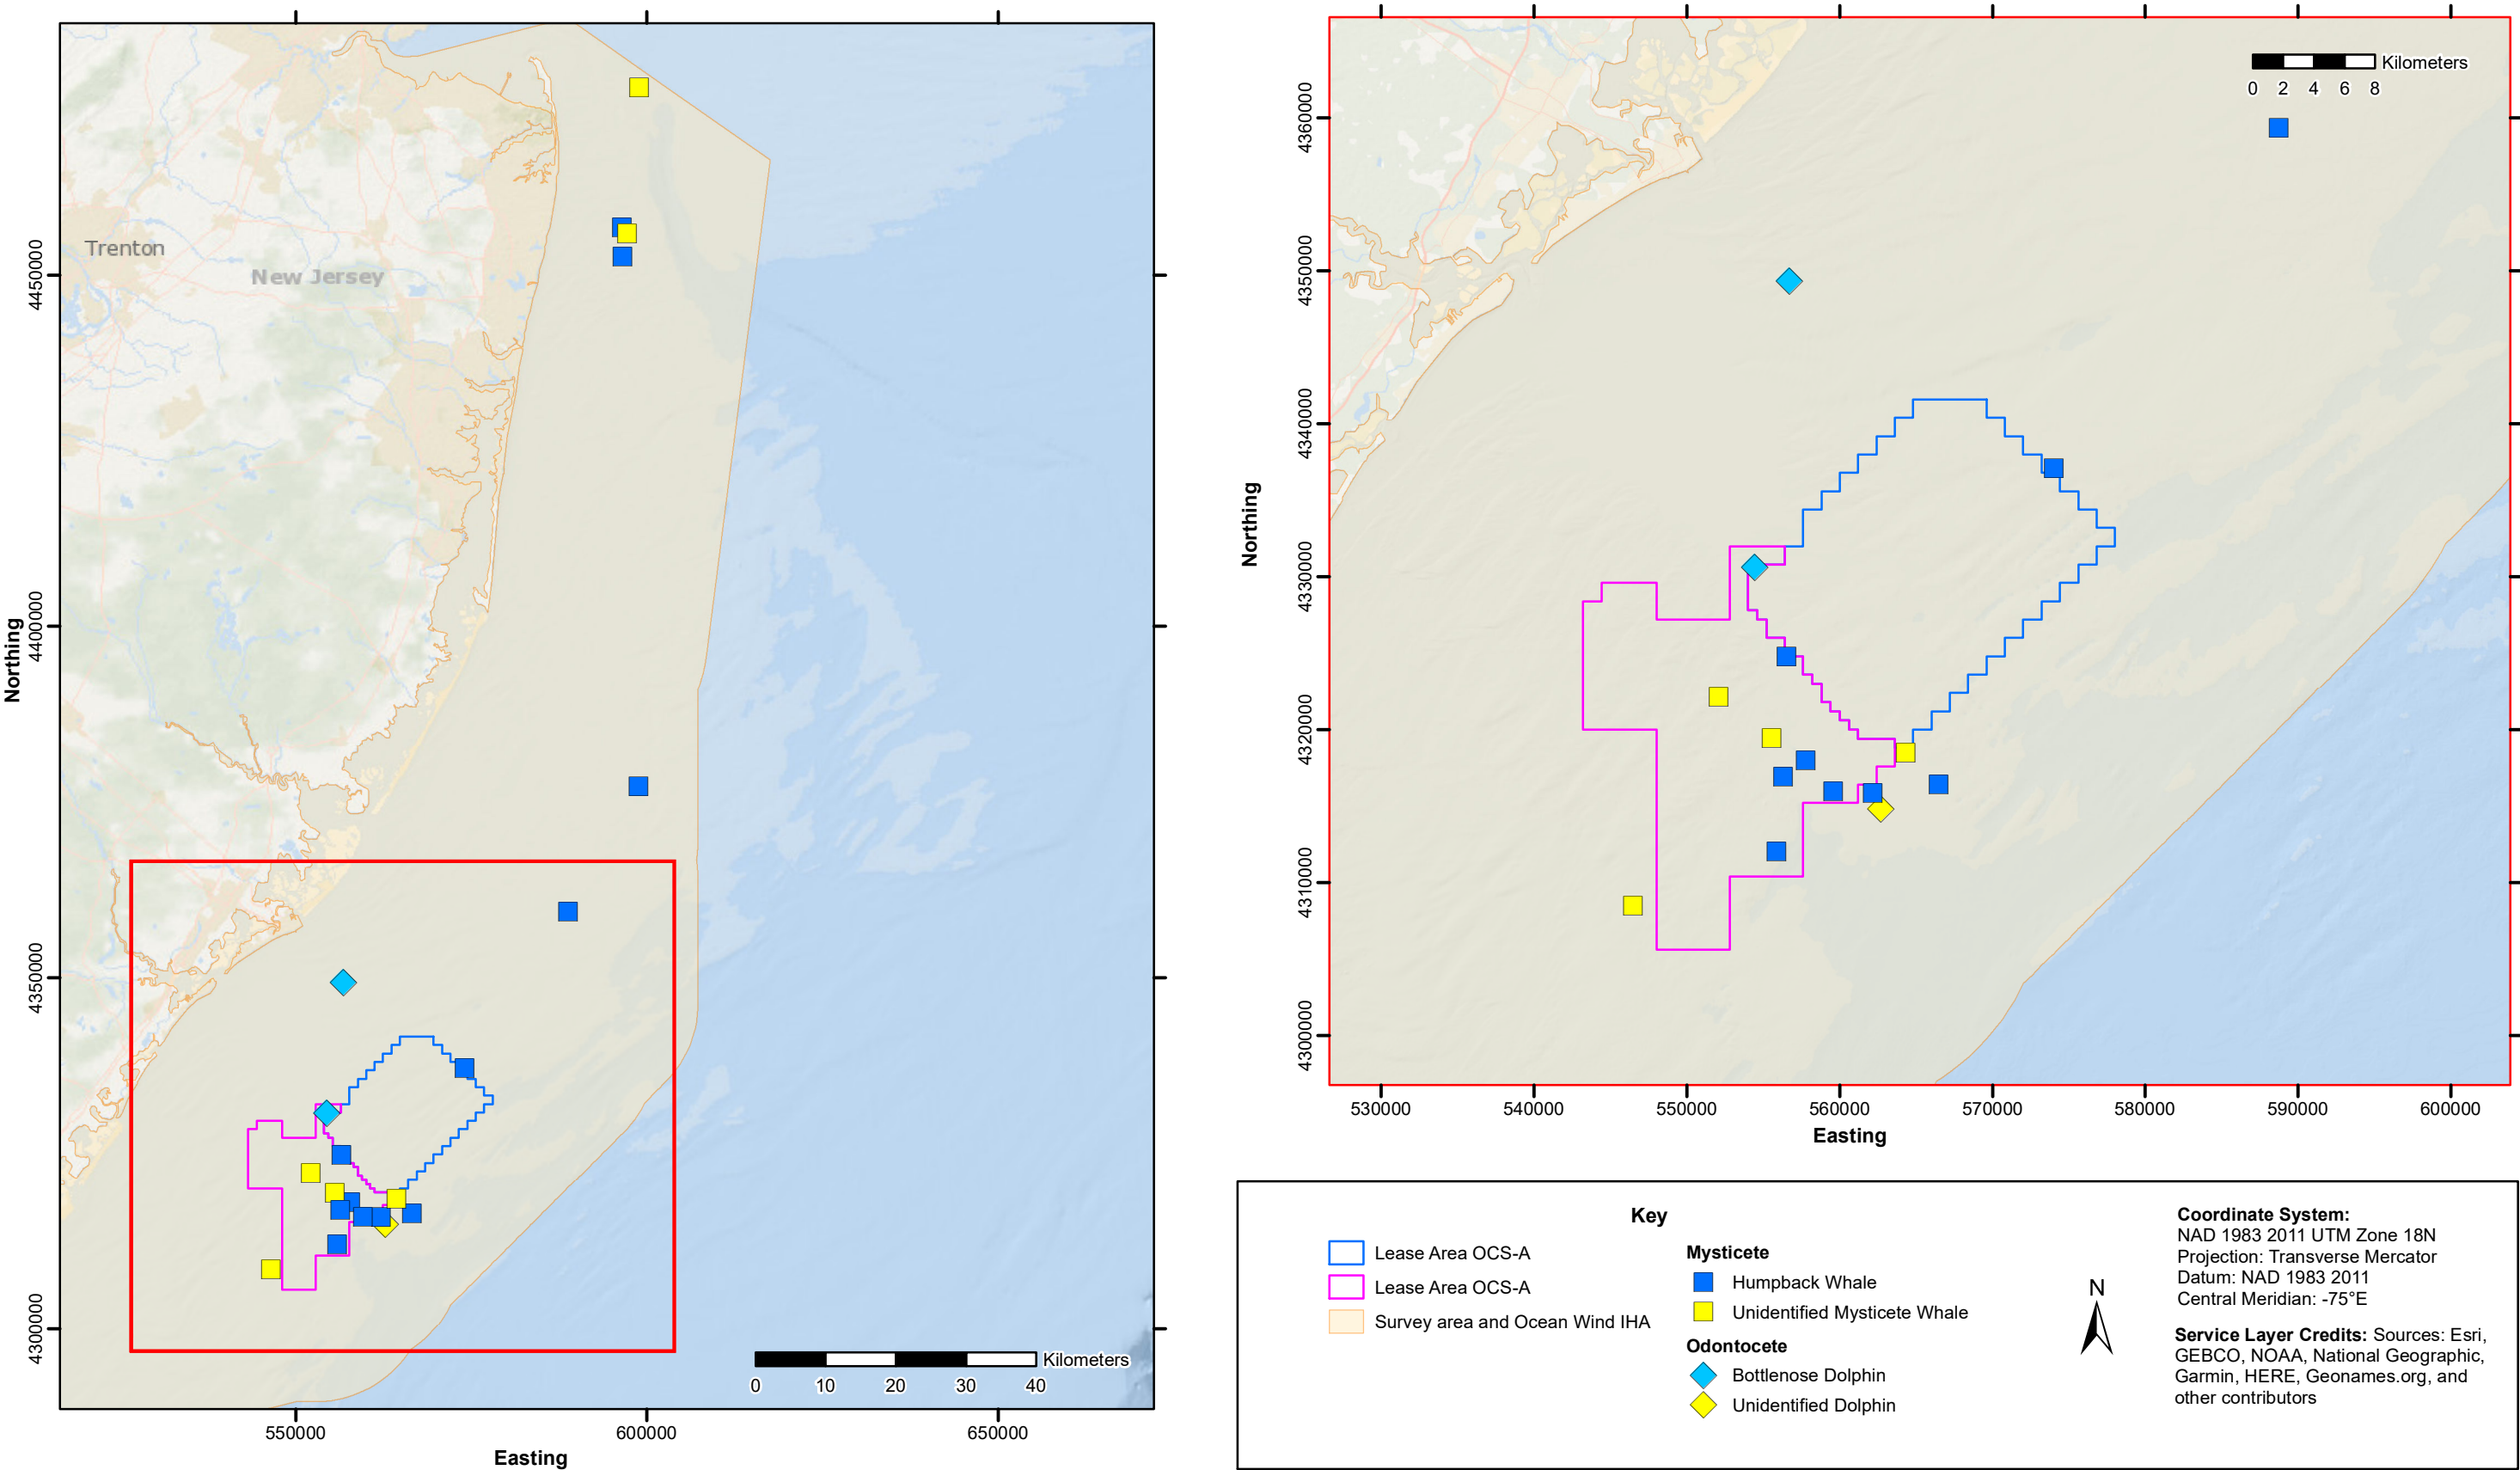 Trenton
New Jersey
Northing
4450000
4400000
4350000
4300000
Kilometers
0 10 20 30 40
550000 600000 650000
Easting
Kilometers
0 2 4 6 8
Northing
4360000
4350000
4340000
4330000
4320000
4310000
4300000
530000 540000 550000 560000 570000 580000 590000 600000
Easting
Key
Lease Area OCS-A
Lease Area OCS-A
Survey area and Ocean Wind IHA
Mysticete
Humpback Whale
Unidentified Mysticete Whale
Odontocete
Bottlenose Dolphin
Unidentified Dolphin
N
Coordinate System:
NAD 1983 2011 UTM Zone 18N
Projection: Transverse Mercator
Datum: NAD 1983 2011
Central Meridian: -75°E
Service Layer Credits: Sources: Esri,
GEBCO, NOAA, National Geographic,
Garmin, HERE, Geonames.org, and
other contributors